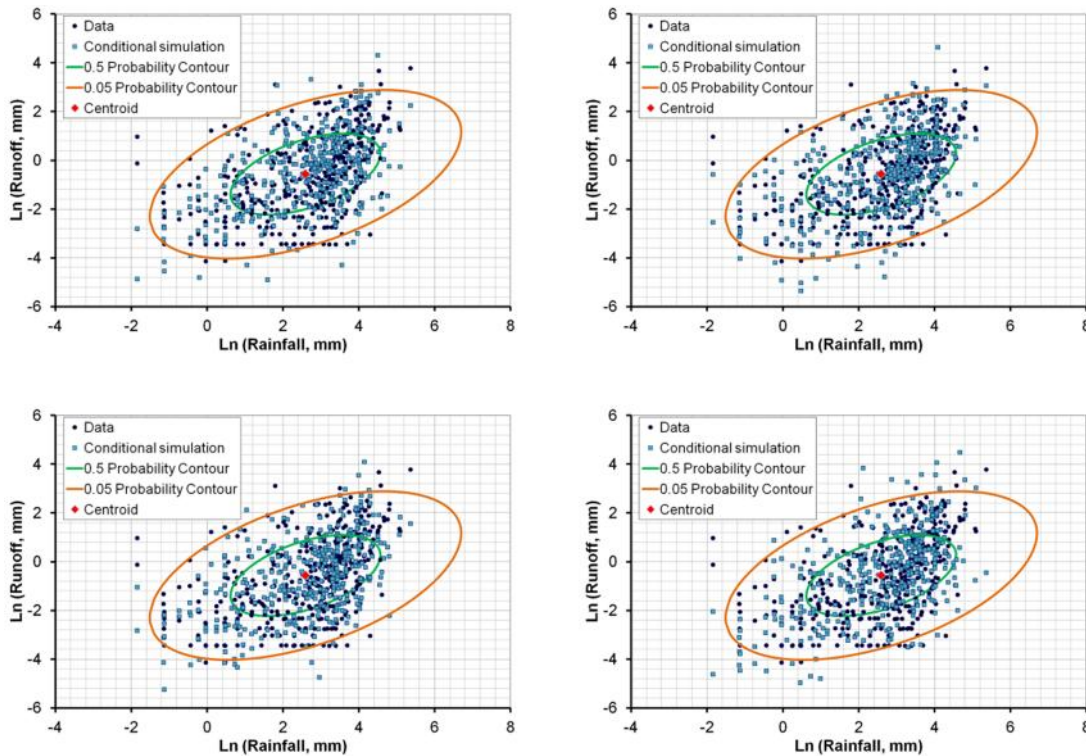 6
4
2
0
-2
-4
-6
Ln (Runoff, mm)
Data
Conditional simulation
0.5 Probability Contour
0.05 Probability Contour
Centroid
-4 -2 0 2 4 6 8
Ln (Rainfall, mm)
6
4
2
0
-2
-4
-6
Ln (Runoff, mm)
Data
Conditional simulation
0.5 Probability Contour
0.05 Probability Contour
Centroid
-4 -2 0 2 4 6 8
Ln (Rainfall, mm)
6
4
2
0
-2
-4
-6
Ln (Runoff, mm)
Data
Conditional simulation
0.5 Probability Contour
0.05 Probability Contour
Centroid
-4 -2 0 2 4 6 8
Ln (Rainfall, mm)
6
4
2
0
-2
-4
-6
Ln (Runoff, mm)
Data
Conditional simulation
0.5 Probability Contour
0.05 Probability Contour
Centroid
-4 -2 0 2 4 6 8
Ln (Rainfall, mm)